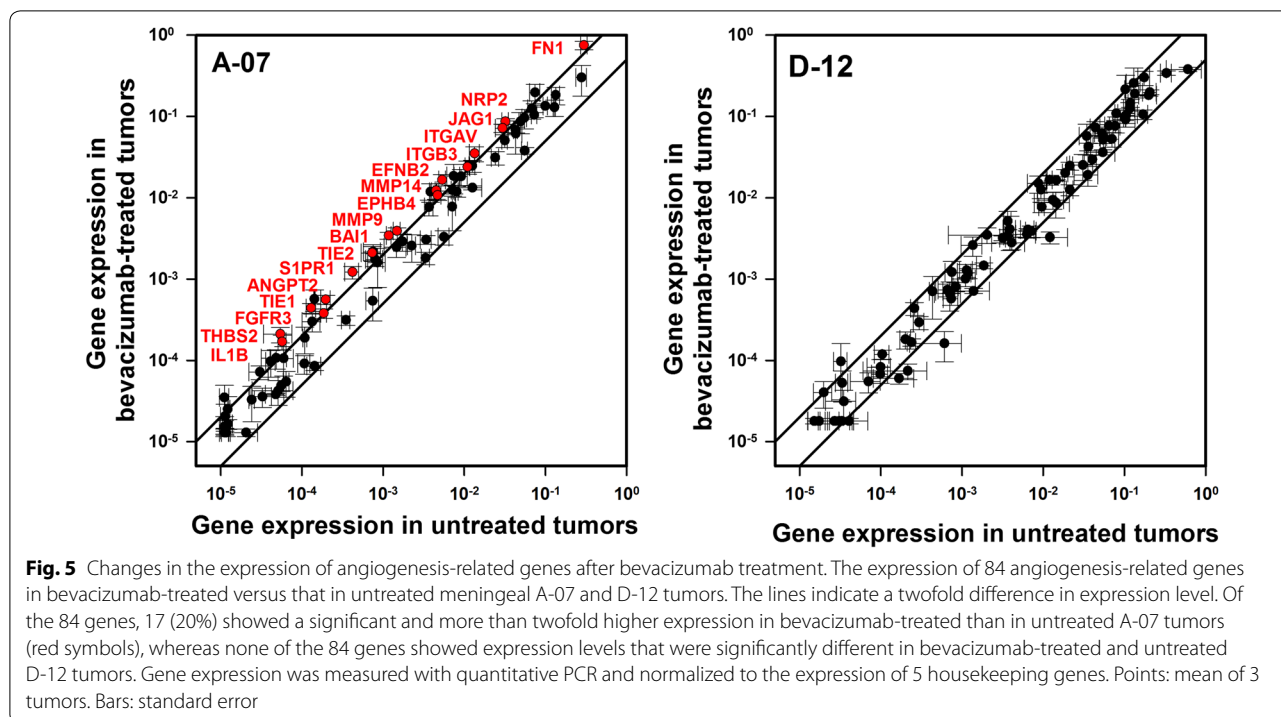 A-07
Gene expression in
bevacizumab-treated tumors
10⁰
10⁻¹
10⁻²
10⁻³
10⁻⁴
10⁻⁵
FN1
NRP2
JAG1
ITGAV
ITGB3
EFNB2
MMP14
EPHB4
MMP9
BAI1
TIE2
S1PR1
ANGPT2
TIE1
FGFR3
THBS2
IL1B
10⁻⁵ 10⁻⁴ 10⁻³ 10⁻² 10⁻¹ 10⁰
Gene expression in untreated tumors
D-12
Gene expression in
bevacizumab-treated tumors
10⁰
10⁻¹
10⁻²
10⁻³
10⁻⁴
10⁻⁵
10⁻⁵ 10⁻⁴ 10⁻³ 10⁻² 10⁻¹ 10⁰
Gene expression in untreated tumors
Fig. 5 Changes in the expression of angiogenesis-related genes after bevacizumab treatment. The expression of 84 angiogenesis-related genes
in bevacizumab-treated versus that in untreated meningeal A-07 and D-12 tumors. The lines indicate a twofold difference in expression level. Of
the 84 genes, 17 (20%) showed a significant and more than twofold higher expression in bevacizumab-treated than in untreated A-07 tumors
(red symbols), whereas none of the 84 genes showed expression levels that were significantly different in bevacizumab-treated and untreated
D-12 tumors. Gene expression was measured with quantitative PCR and normalized to the expression of 5 housekeeping genes. Points: mean of 3
tumors. Bars: standard error